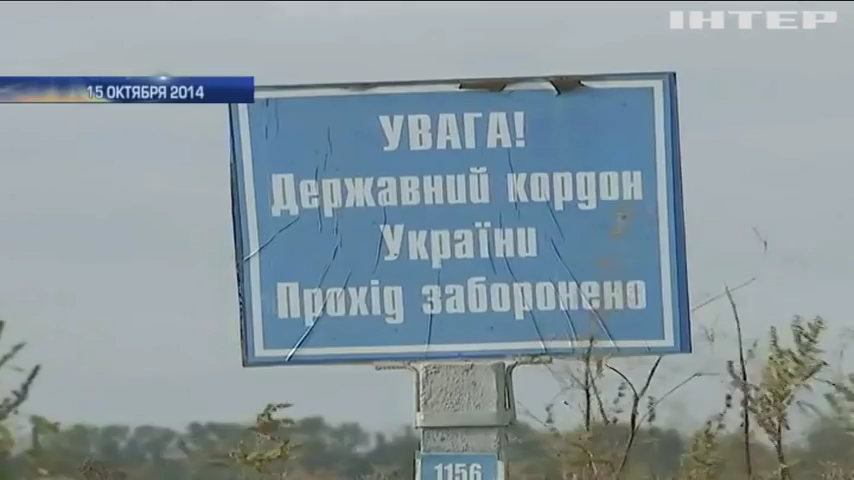 ІНТЕР
15 ОКТЯБРЯ 2014
УВАГА!
Державний кордон
України
Прохід заборонено
1156